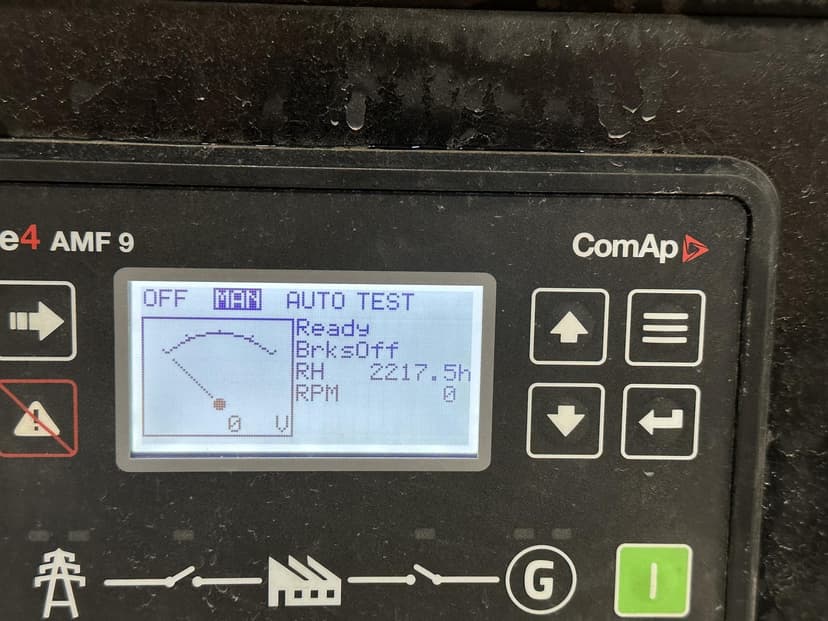 e4 AMF 9
ComAp
OFF MAN AUTO TEST
Ready
BrksOff
RH 2217.5h
RPM 0
0 V
G
I